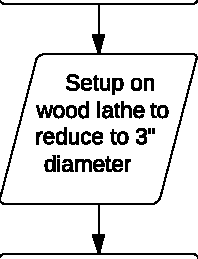 Setup on
wood lathe to
reduce to 3"
diameter